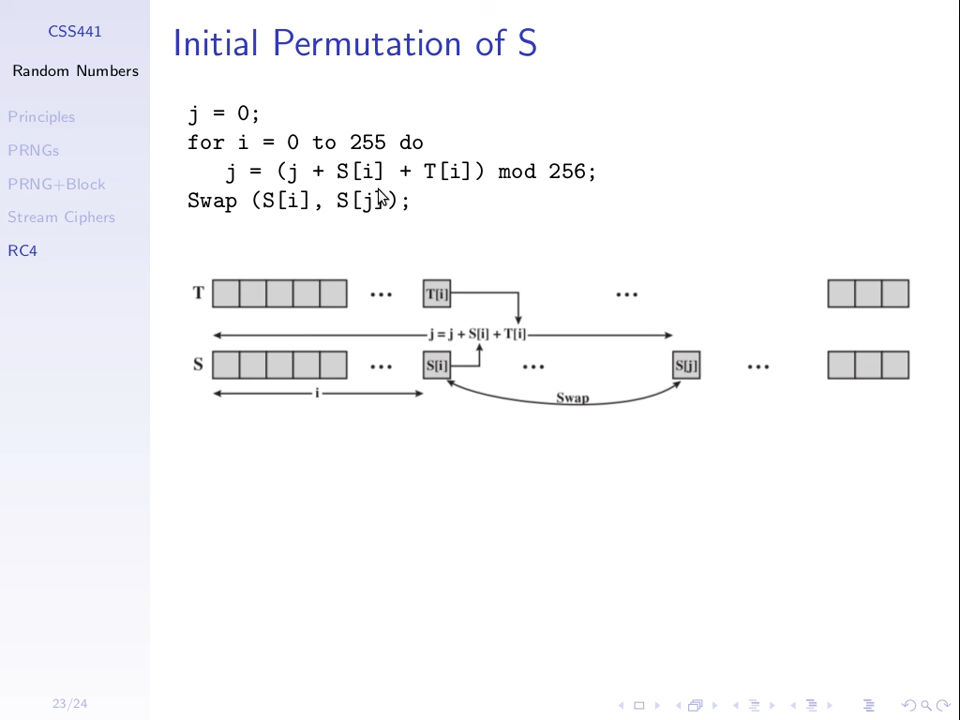 CSS441
Random Numbers
Principles
PRNGs
PRNG+Block
Stream Ciphers
RC4
Initial Permutation of S
j = 0;
for i = 0 to 255 do
j = (j + S[i] + T[i]) mod 256;
Swap (S[i], S[j]);
T ... T[i] ...
j = j + S[i] + T[i]
S ... S[i] ... S[j] ...
i
Swap
23/24